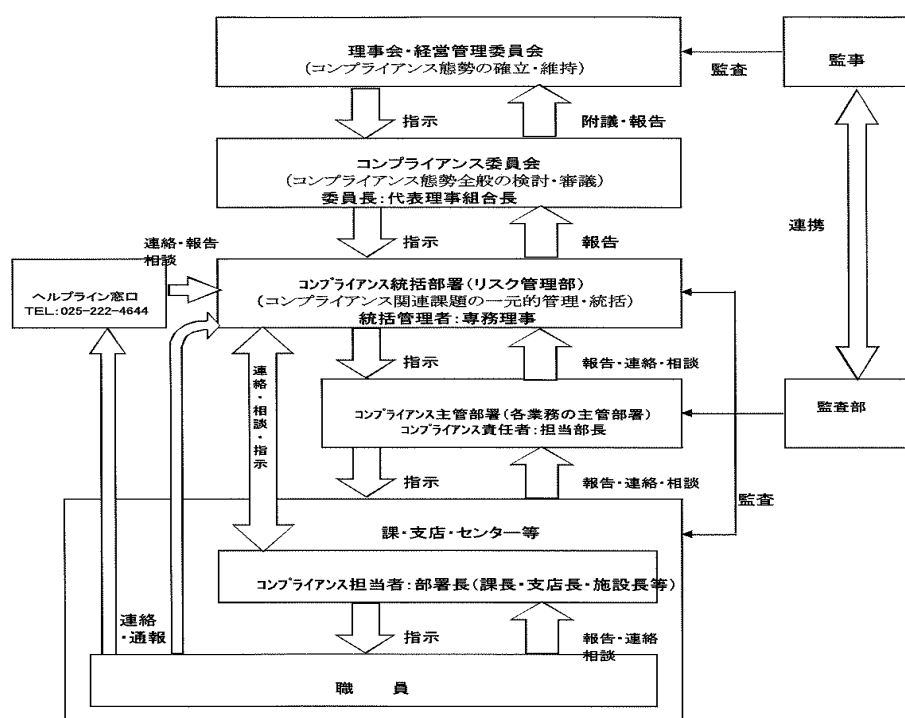 理事会・経営管理委員会
(コンプライアンス態勢の確立・維持)
監査
監事
指示
附議・報告
コンプライアンス委員会
(コンプライアンス態勢全般の検討・審議)
委員長:代表理事組合長
連携
指示
報告
連絡・報告
相談
ヘルプライン窓口
TEL:025-222-4644
コンプライアンス統括部署(リスク管理部)
(コンプライアンス関連課題の一元的管理・統括)
統括管理者:専務理事
連絡・相談・指示
指示
報告・連絡・相談
コンプライアンス主管部署(各業務の主管部署)
コンプライアンス責任者:担当部長
監査部
指示
報告・連絡・相談
監査
課・支店・センター等
コンプライアンス担当者:部署長(課長・支店長・施設長等)
連絡
・通報
指示
報告・連絡
相談
職 員